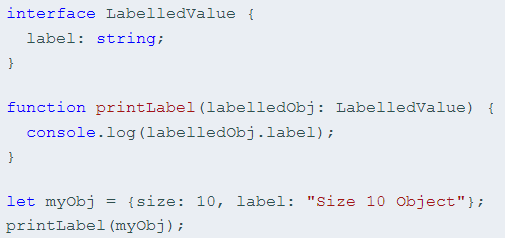 interface LabelledValue {
  label: string;
}

function printLabel(labelledObj: LabelledValue) {
  console.log(labelledObj.label);
}

let myObj = {size: 10, label: "Size 10 Object"};
printLabel(myObj);